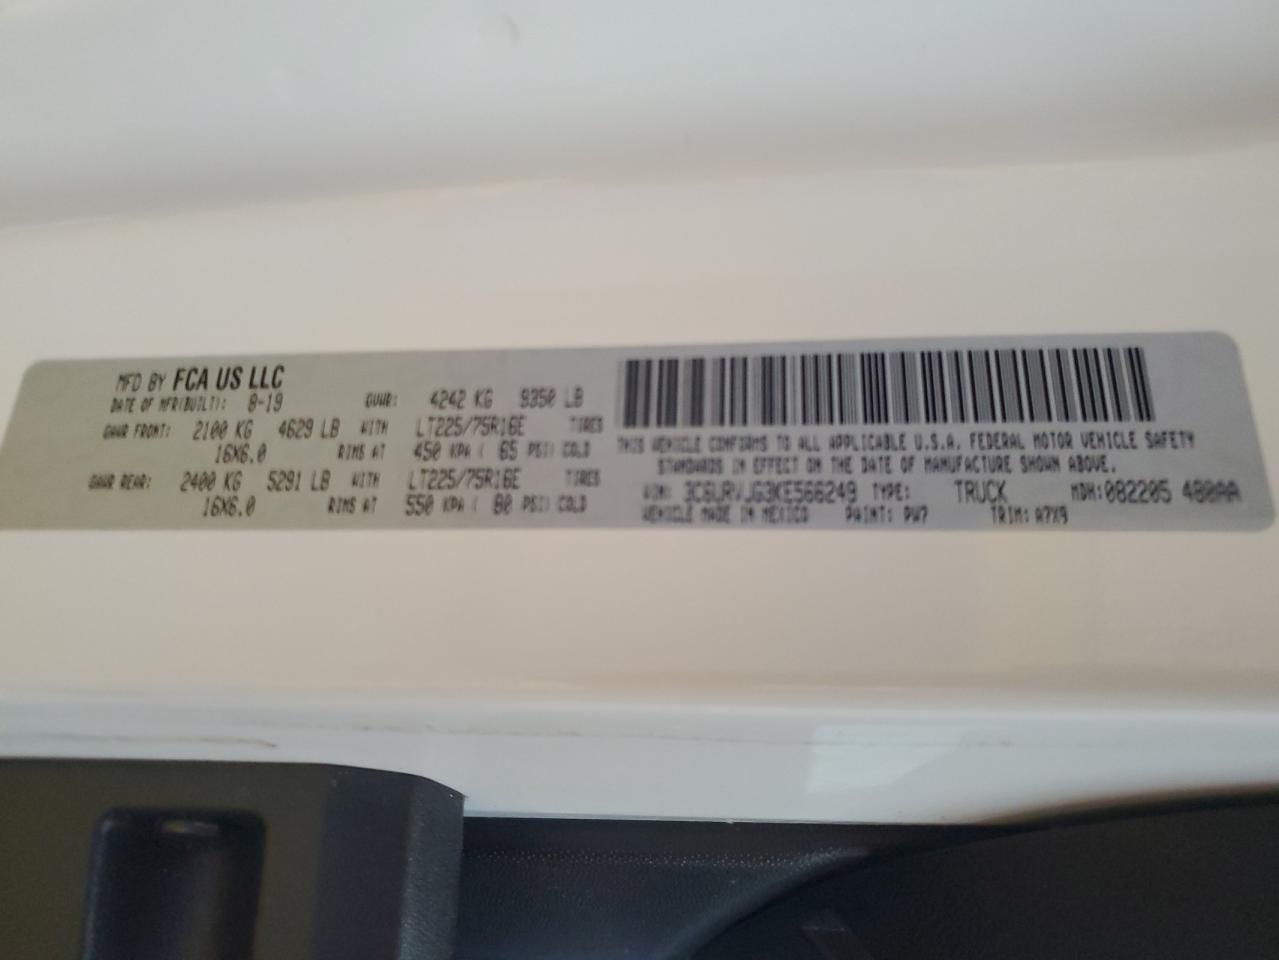 MFD BY FCA US LLC
DATE OF MFR(BUILT): 8-19 GVWR: 4242 KG 9350 LB
GAWR FRONT: 2100 KG 4629 LB WITH LT225/75R16E TIRES
16X6.0 RIMS AT 450 KPA ( 65 PSI) COLD
GAWR REAR: 2400 KG 5291 LB WITH LT225/75R16E TIRES
16X6.0 RIMS AT 550 KPA ( 80 PSI) COLD
THIS VEHICLE CONFORMS TO ALL APPLICABLE U.S.A. FEDERAL MOTOR VEHICLE SAFETY
STANDARDS IN EFFECT ON THE DATE OF MANUFACTURE SHOWN ABOVE.
VIN: 3C6URVJG3KE566249 TYPE: TRUCK MDH:082205 480AA
VEHICLE MADE IN MEXICO PAINT: PW7 TRIM: A7X9